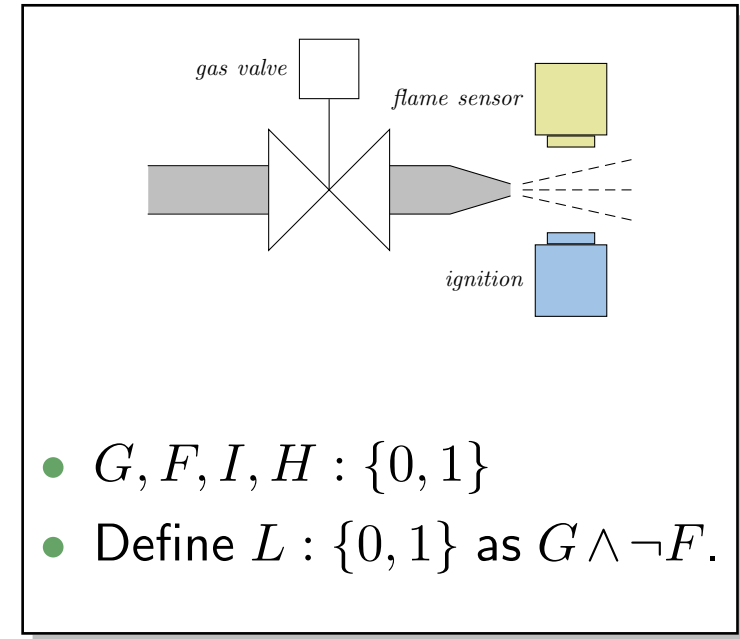 gas valve
flame sensor
ignition
• G, F, I, H : {0, 1}
• Define L : {0, 1} as G ∧ ¬F.